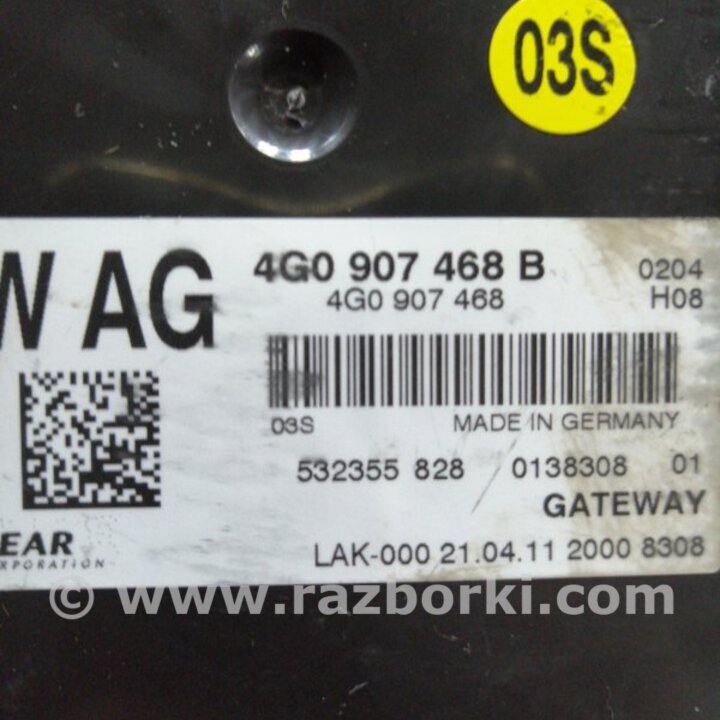 03S
W AG
4G0 907 468 B 0204
4G0 907 468 H08
03S MADE IN GERMANY
532355 828 0138308 01
GATEWAY
EAR
RPORATION
LAK-000 21.04.11 2000 8308
© www.razborki.com